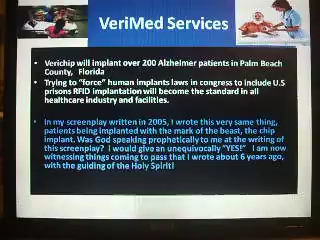 VeriMed Services
• Verichip will implant over 200 Alzheimer patients in Palm Beach
County,  Florida
• Trying to "force" human implants laws in congress to include U.S
prisons RFID implantation will become the standard in all
healthcare industry and facilities.
• In my screenplay written in 2005, I wrote this very same thing,
patients being implanted with the mark of the beast, the chip
implant. Was God speaking prophetically to me at the writing of
this screenplay?  I would give an unequivocally "YES!"   I am now
witnessing things coming to pass that I wrote about 6 years ago,
with the guiding of the Holy Spirit!